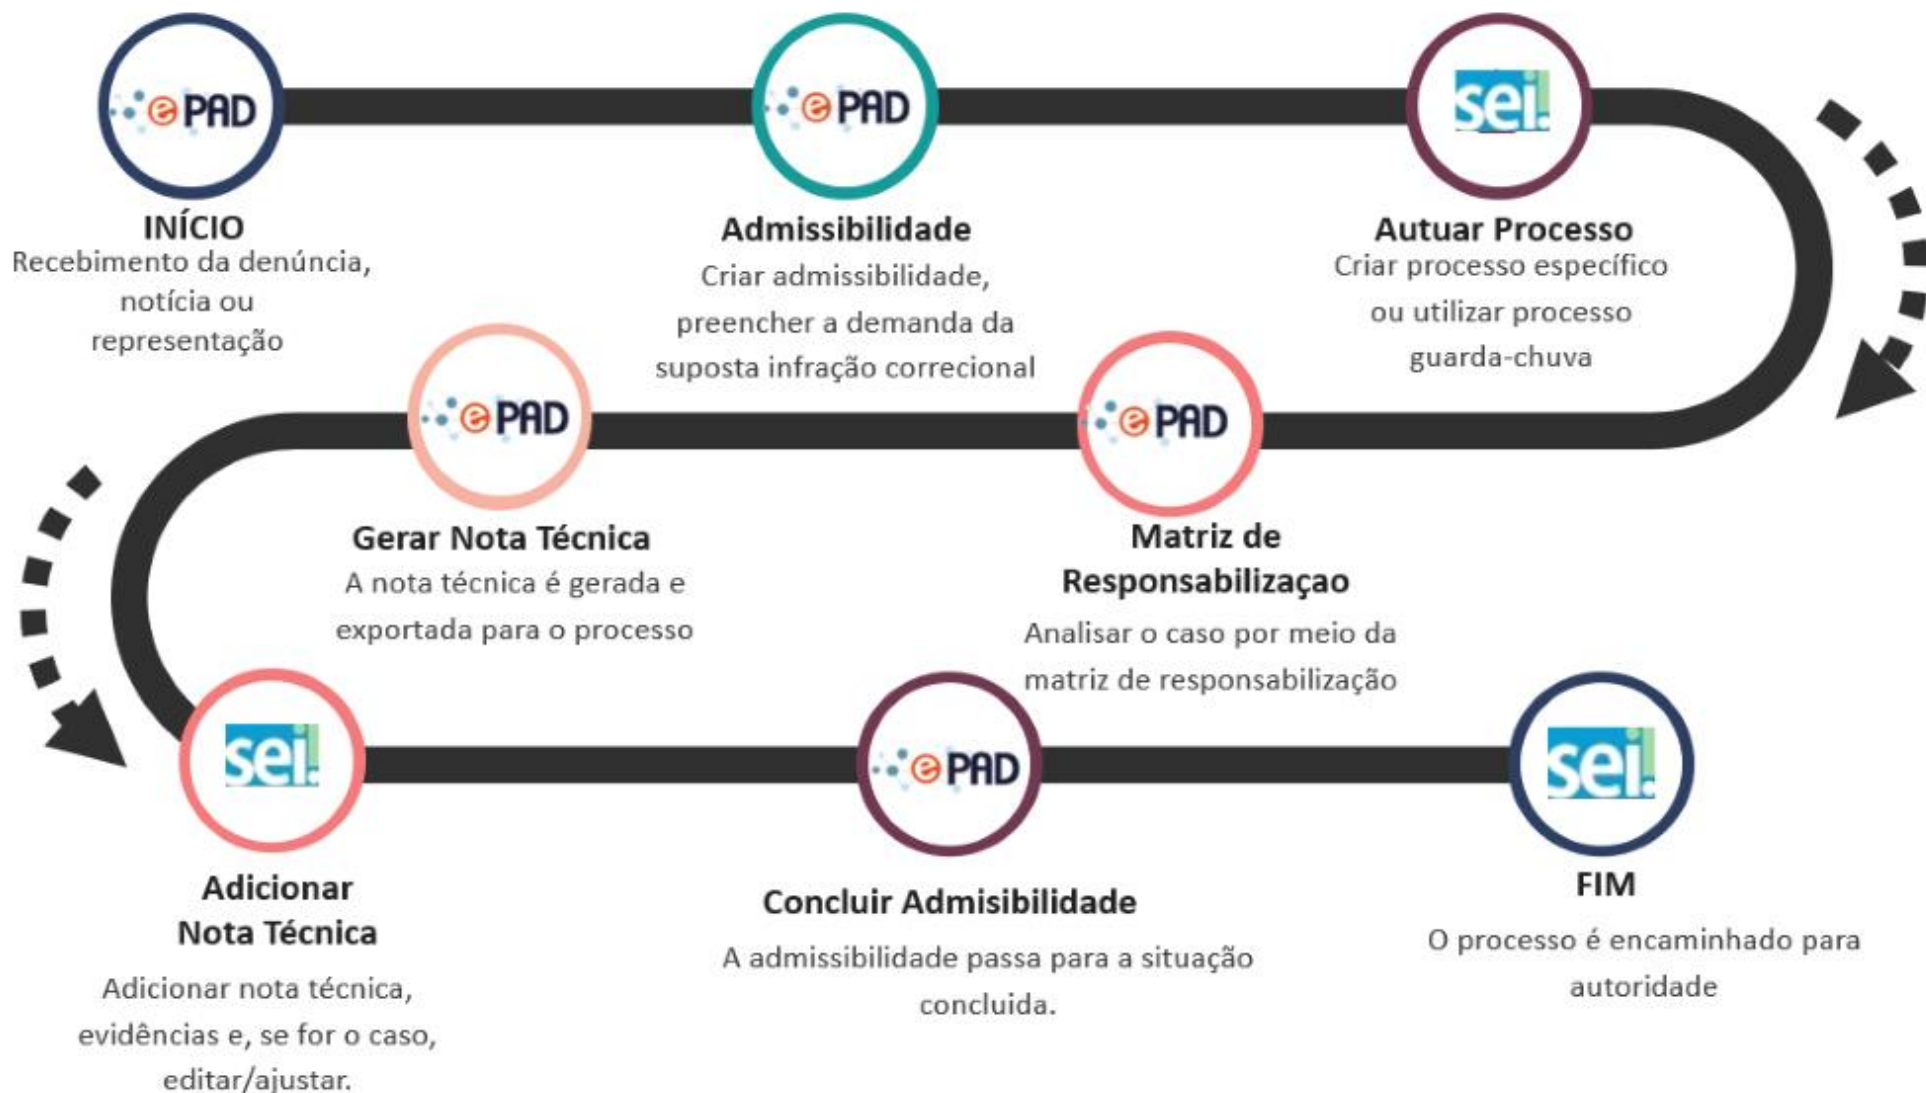 ePAD
INÍCIO
Recebimento da denúncia,
notícia ou
representação
ePAD
Admissibilidade
Criar admissibilidade,
preencher a demanda da
suposta infração correcional
sei!
Autuar Processo
Criar processo específico
ou utilizar processo
guarda-chuva
ePAD
Matriz de
Responsabilizaçao
Analisar o caso por meio da
matriz de responsabilização
ePAD
Gerar Nota Técnica
A nota técnica é gerada e
exportada para o processo
sei!
Adicionar
Nota Técnica
Adicionar nota técnica,
evidências e, se for o caso,
editar/ajustar.
ePAD
Concluir Admisibilidade
A admissibilidade passa para a situação
concluida.
sei!
FIM
O processo é encaminhado para
autoridade